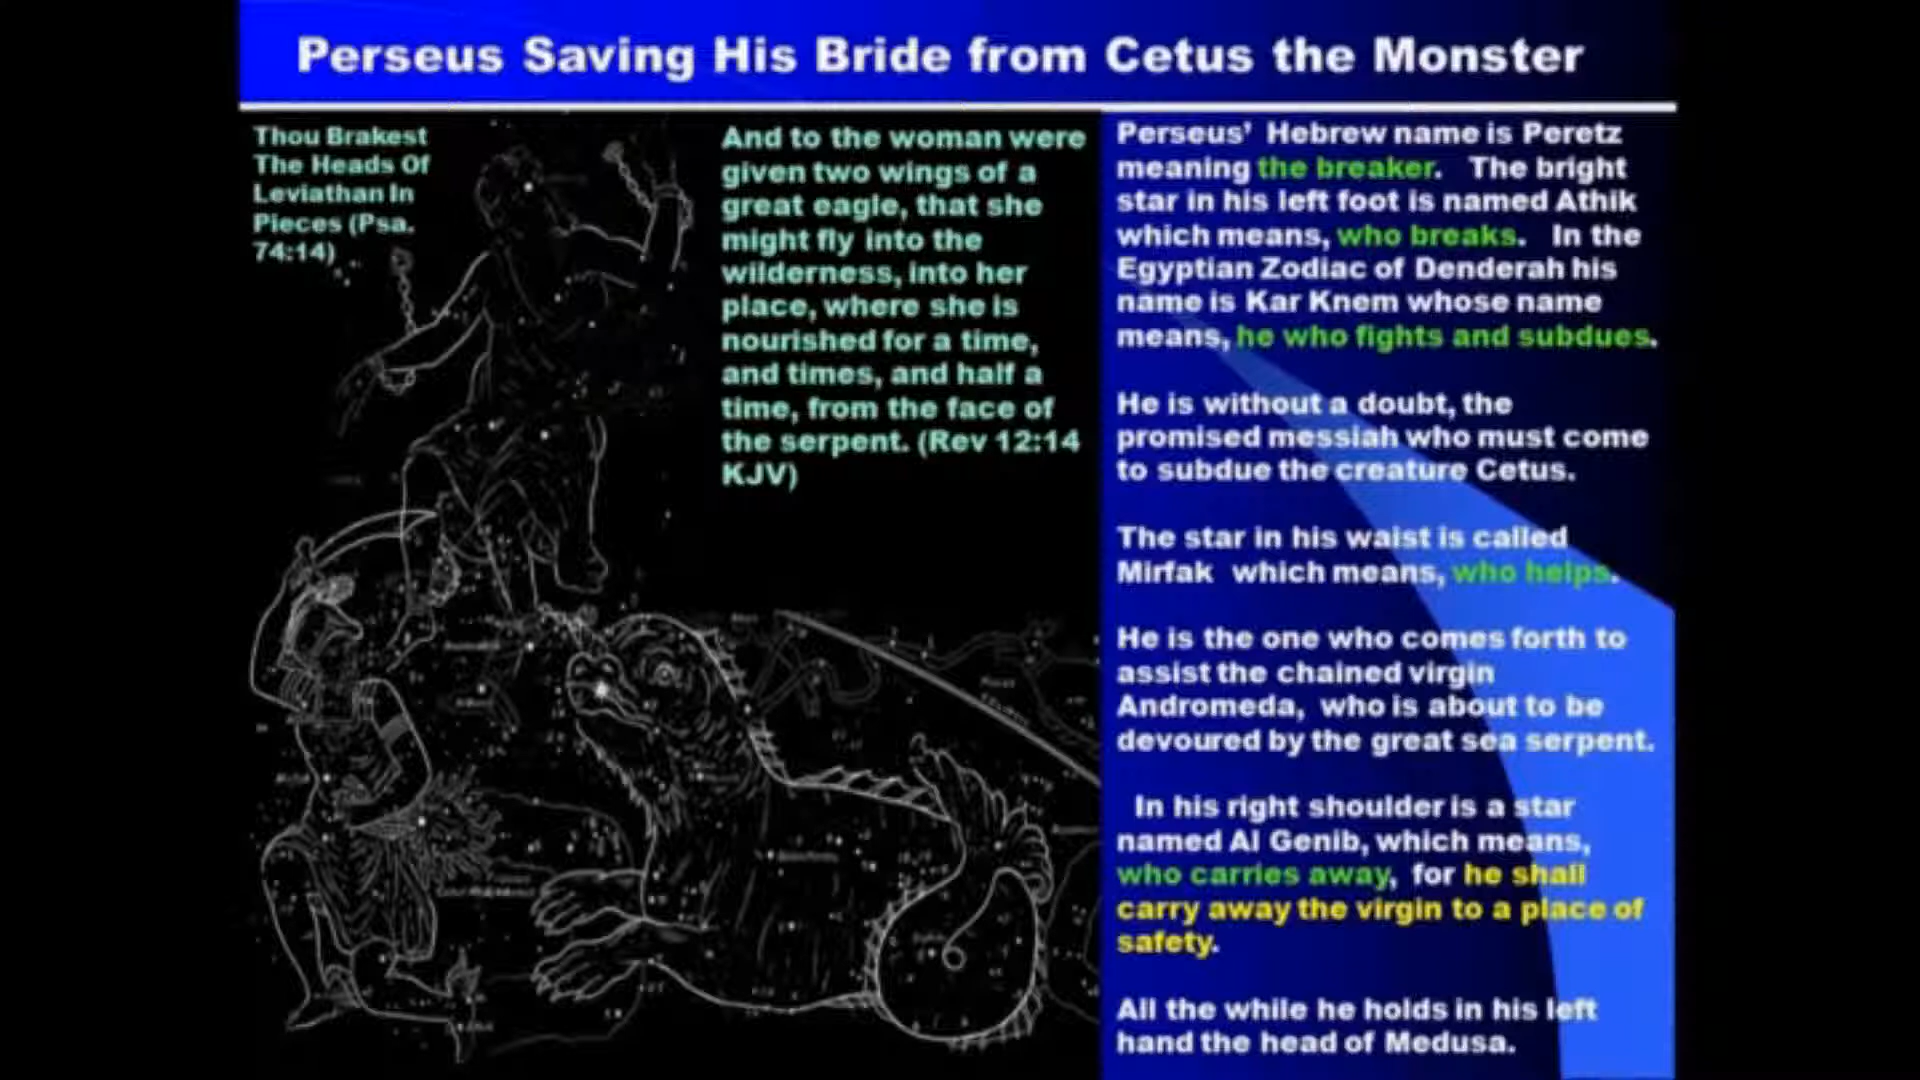 Perseus Saving His Bride from Cetus the Monster
Thou Brakest
The Heads Of
Leviathan In
Pieces (Psa.
74:14)
And to the woman were
given two wings of a
great eagle, that she
might fly into the
wilderness, into her
place, where she is
nourished for a time,
and times, and half a
time, from the face of
the serpent. (Rev 12:14
KJV)
Perseus' Hebrew name is Peretz
meaning the breaker. The bright
star in his left foot is named Athik
which means, who breaks. In the
Egyptian Zodiac of Denderah his
name is Kar Knem whose name
means, he who fights and subdues.
He is without a doubt, the
promised messiah who must come
to subdue the creature Cetus.
The star in his waist is called
Mirfak which means, who helps.
He is the one who comes forth to
assist the chained virgin
Andromeda, who is about to be
devoured by the great sea serpent.
In his right shoulder is a star
named Al Genib, which means,
who carries away, for he shall
carry away the virgin to a place of
safety.
All the while he holds in his left
hand the head of Medusa.